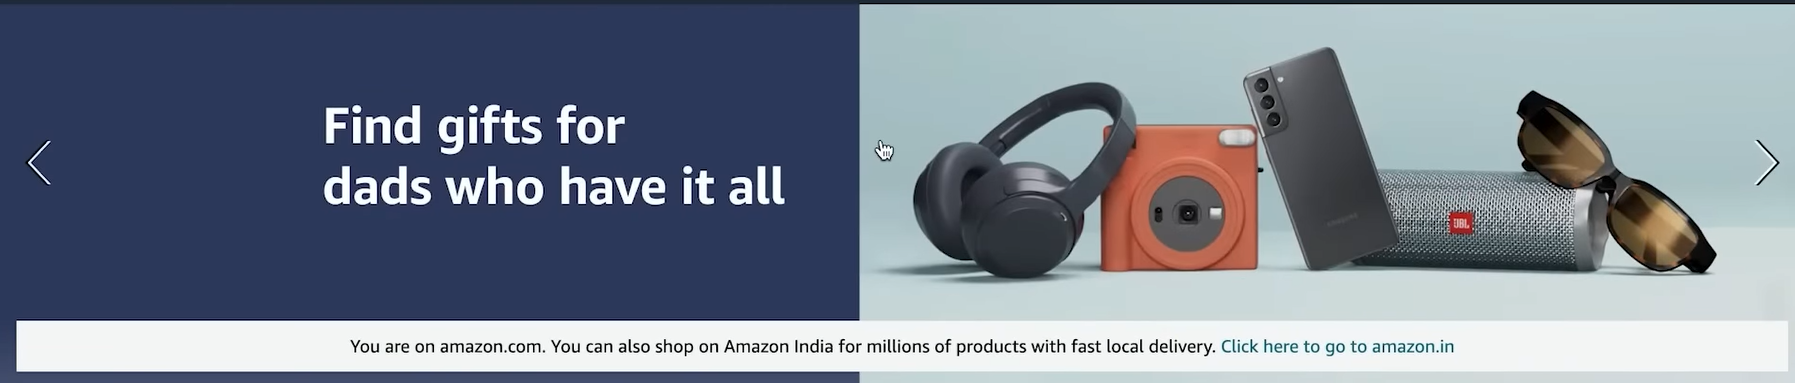 Find gifts for
dads who have it all
SAMSUNG
JBL
You are on amazon.com. You can also shop on Amazon India for millions of products with fast local delivery. Click here to go to amazon.in